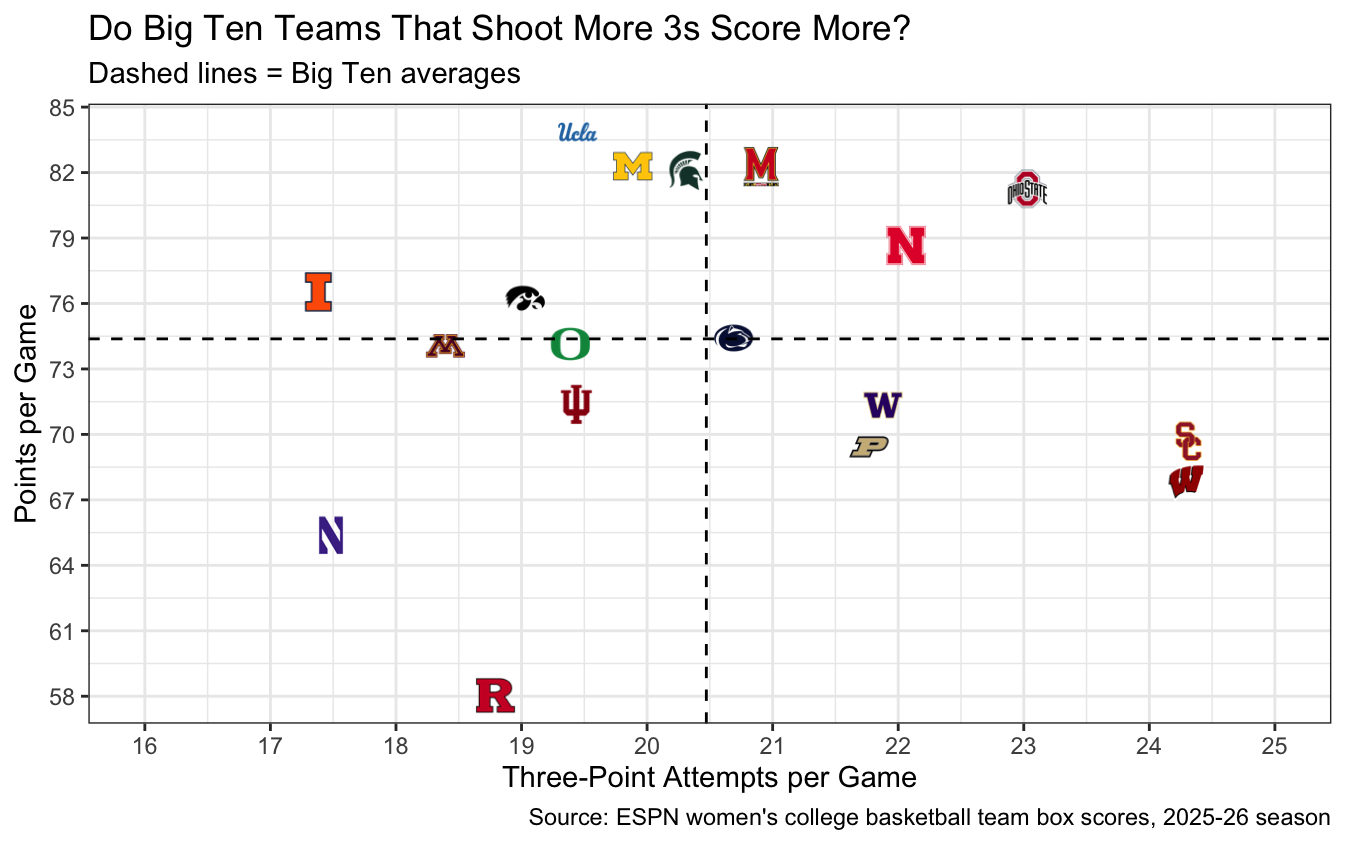 Do Big Ten Teams That Shoot More 3s Score More?
Dashed lines = Big Ten averages
Points per Game
85
82
79
76
73
70
67
64
61
58
Ucla
M
M
OHIO STATE
N
I
M
O
W
P
SC
W
N
R
16 17 18 19 20 21 22 23 24 25
Three-Point Attempts per Game
Source: ESPN women's college basketball team box scores, 2025-26 season